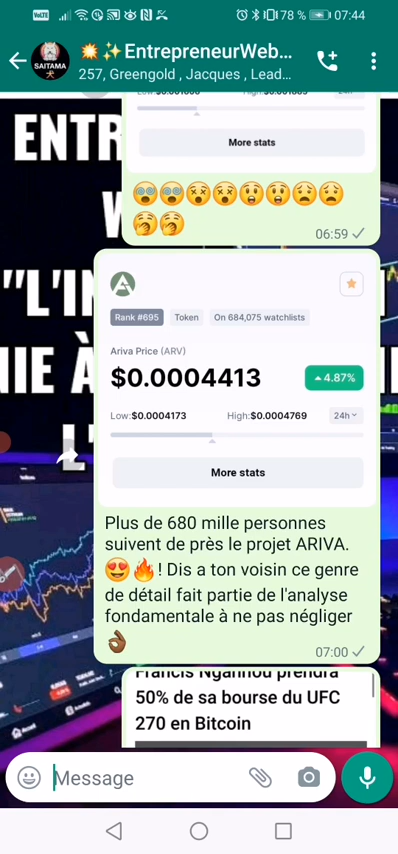 VoLTE
78 %
07:44
SAITAMA
EntrepreneurWeb...
257, Greengold , Jacques , Lead...
More stats
06:59
ENTR
W
"L'IN
NIE À
L'
Rank #695
Token
On 684,075 watchlists
Ariva Price (ARV)
$0.0004413
4.87%
Low:$0.0004173
High:$0.0004769
24h
More stats
Plus de 680 mille personnes
suivent de près le projet ARIVA.
😍🔥! Dis a ton voisin ce genre
de détail fait partie de l'analyse
fondamentale à ne pas négliger
👌🏾
07:00
Francis Ngannou prendra
50% de sa bourse du UFC
270 en Bitcoin
Message